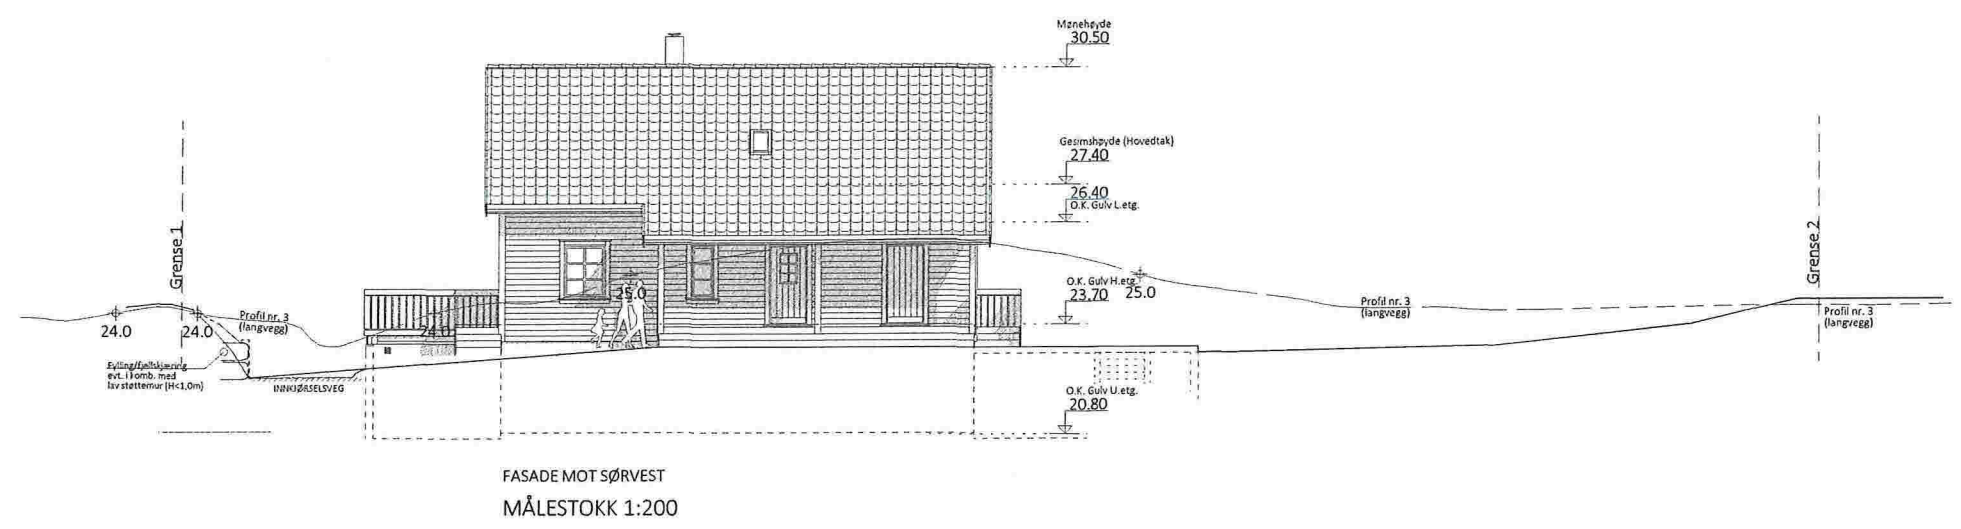 Mønehøyde
30.50
Gesimshøyde (Hovedtak)
27.40
26.40
O.K. Gulv L.etg.
Grense 1
Grense 2
O.K. Gulv H.etg.
23.70
25.0
25.0
24.0
24.0
24.0
Profil nr. 3
(langvegg)
Profil nr. 3
(langvegg)
Profil nr. 3
(langvegg)
Fylling/fjellskjæring
evt. i komb. med
lav støttemur (H<1,0m)
INNKJØRSELSVEG
O.K. Gulv U.etg.
20.80
FASADE MOT SØRVEST
MÅLESTOKK 1:200